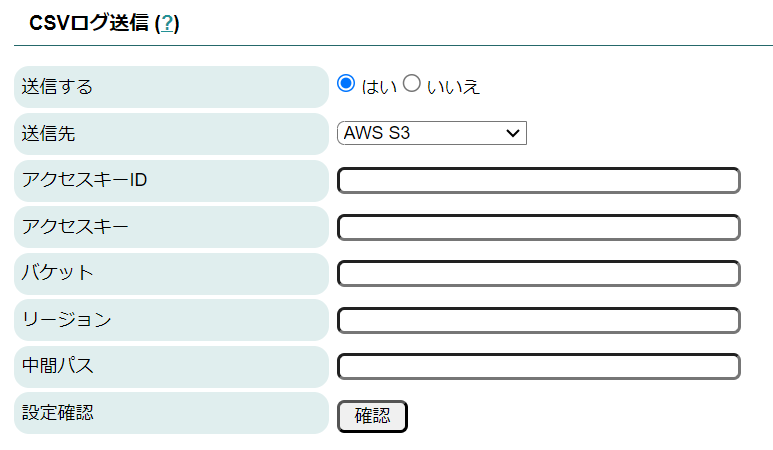 CSVログ送信 (?)
送信する はい いいえ
送信先 AWS S3
アクセスキーID
アクセスキー
バケット
リージョン
中間パス
設定確認 確認